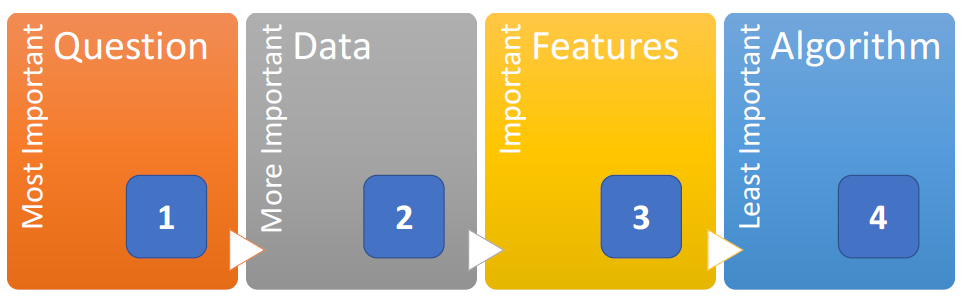 Most Important
Question
1
More Important
Data
2
Important
Features
3
Least Important
Algorithm
4